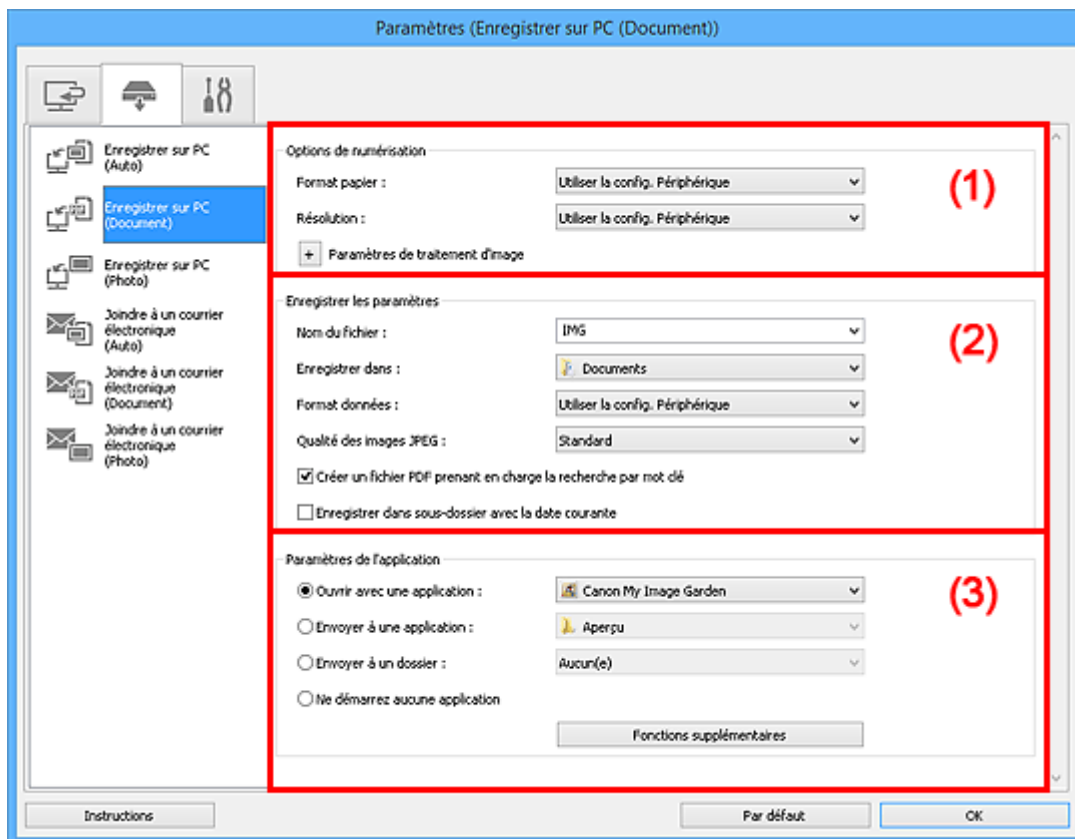 Paramètres (Enregistrer sur PC (Document))
Enregistrer sur PC
(Auto)
Enregistrer sur PC
(Document)
Enregistrer sur PC
(Photo)
Joindre à un courrier
électronique
(Auto)
Joindre à un courrier
électronique
(Document)
Joindre à un courrier
électronique
(Photo)
Options de numérisation
(1)
Format papier : Utiliser la config. Périphérique
Résolution : Utiliser la config. Périphérique
+ Paramètres de traitement d'image
Enregistrer les paramètres
(2)
Nom du fichier : IMG
Enregistrer dans : Documents
Format données : Utiliser la config. Périphérique
Qualité des images JPEG : Standard
Créer un fichier PDF prenant en charge la recherche par mot clé
Enregistrer dans sous-dossier avec la date courante
Paramètres de l'application
(3)
Ouvrir avec une application : Canon My Image Garden
Envoyer à une application : Aperçu
Envoyer à un dossier : Aucun(e)
Ne démarrez aucune application
Fonctions supplémentaires
Instructions
Par défaut
OK